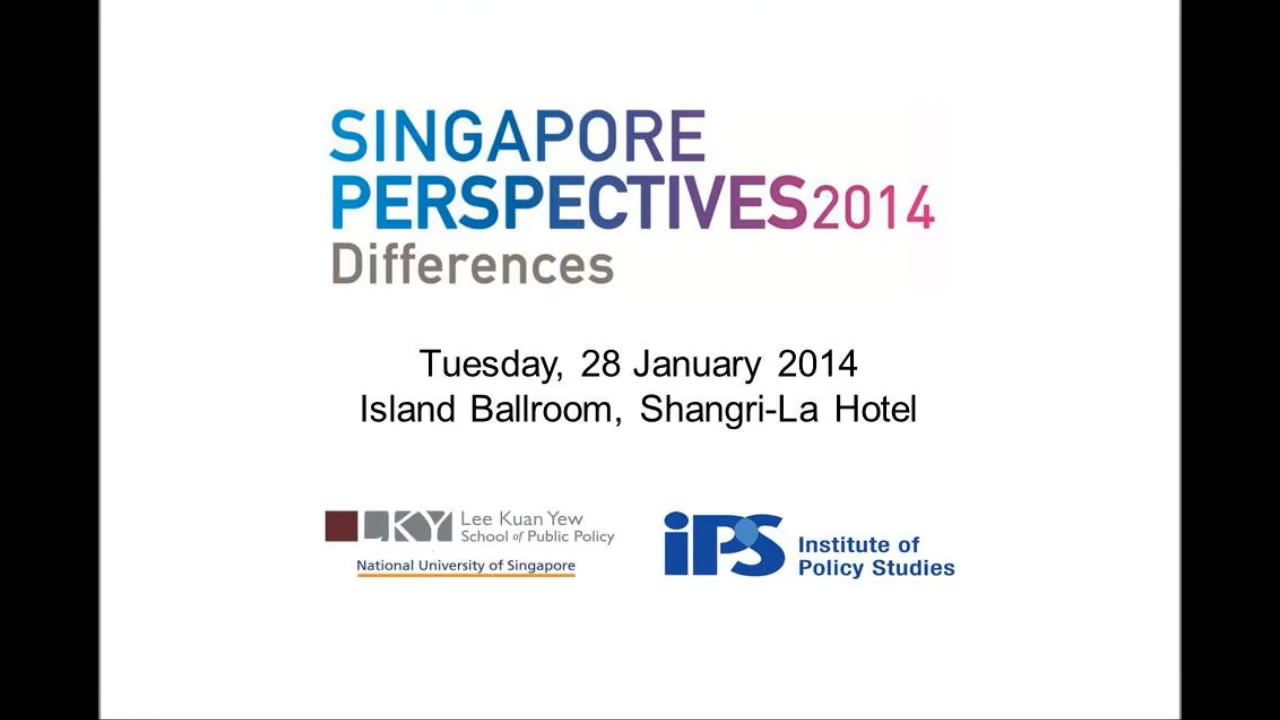 SINGAPORE
PERSPECTIVES2014
Differences
Tuesday, 28 January 2014
Island Ballroom, Shangri-La Hotel
LKY Lee Kuan Yew
School of Public Policy
National University of Singapore
iPS Institute of
Policy Studies